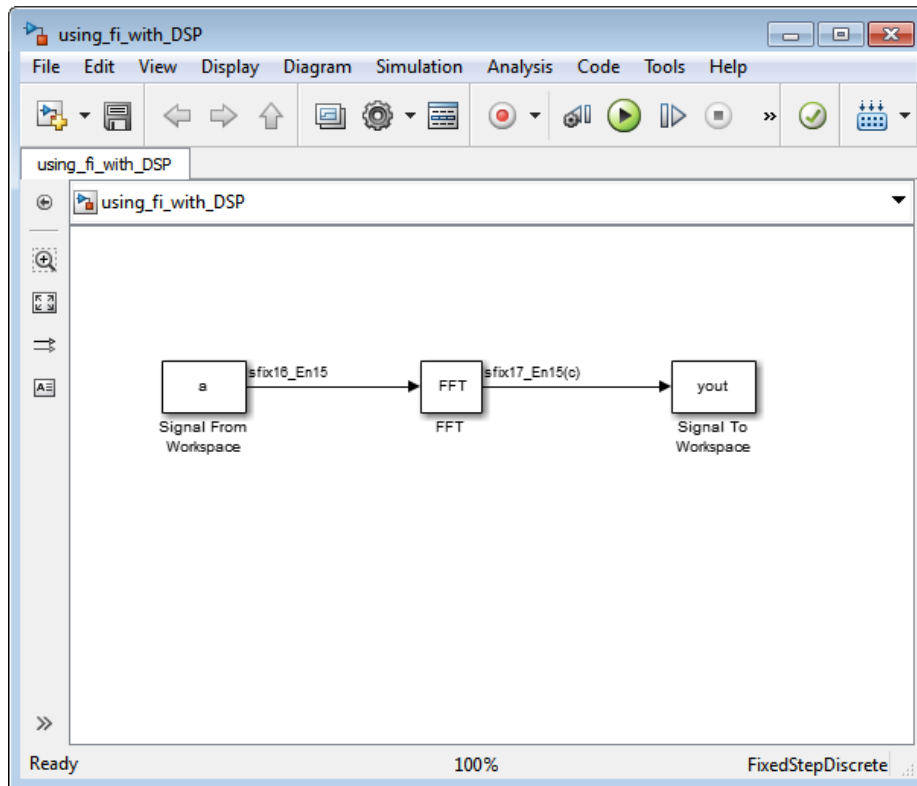 using_fi_with_DSP
File Edit View Display Diagram Simulation Analysis Code Tools Help
using_fi_with_DSP
using_fi_with_DSP
a
sfix16_En15
FFT
sfix17_En15(c)
yout
Signal From
Workspace
FFT
Signal To
Workspace
Ready 100% FixedStepDiscrete